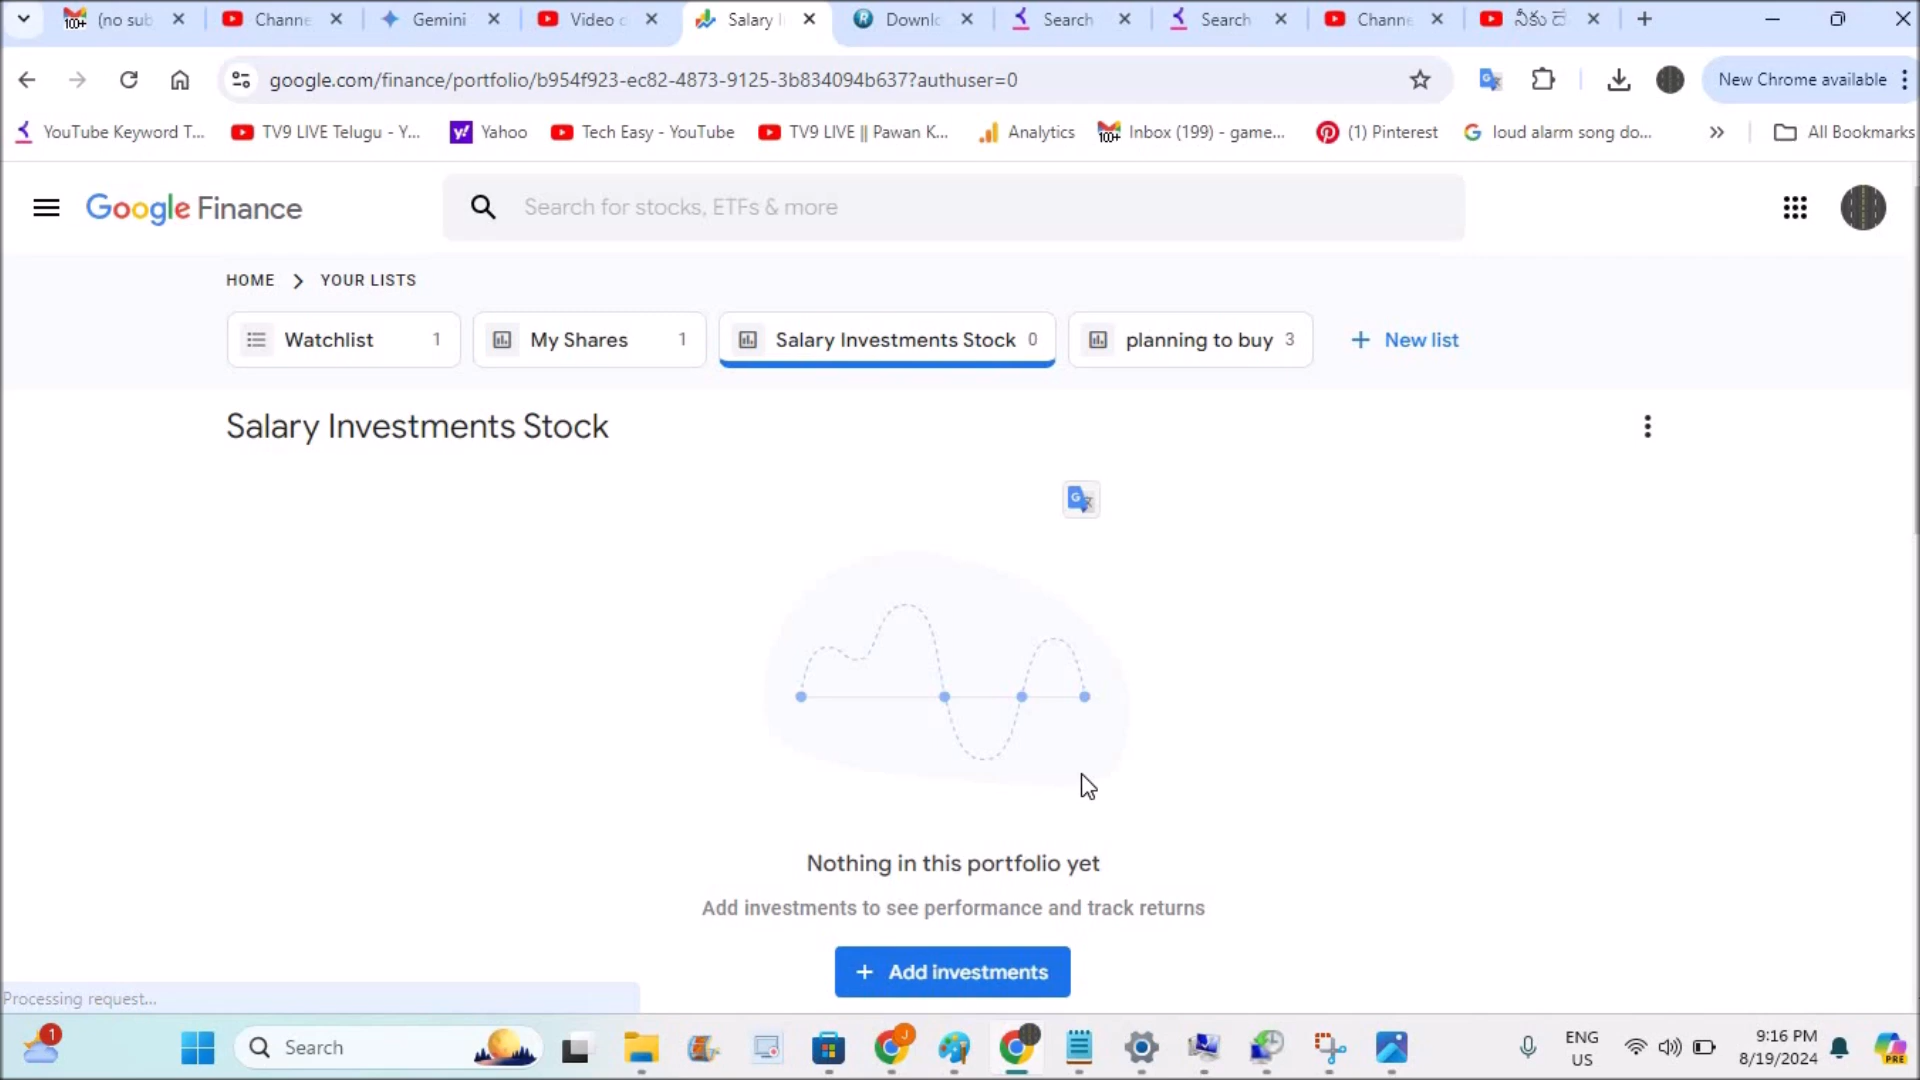 (no sub
Channe
Gemini
Video
Salary I
Downlo
Search
Search
Channe
google.com/finance/portfolio/b954f923-ec82-4873-9125-3b834094b637?authuser=0
New Chrome available
YouTube Keyword T...
TV9 LIVE Telugu - Y...
Yahoo
Tech Easy - YouTube
TV9 LIVE || Pawan K...
Analytics
Inbox (199) - game...
(1) Pinterest
loud alarm song do...
All Bookmarks
Google Finance
Search for stocks, ETFs & more
HOME
YOUR LISTS
Watchlist 1
My Shares 1
Salary Investments Stock 0
planning to buy 3
+ New list
Salary Investments Stock
Nothing in this portfolio yet
Add investments to see performance and track returns
+ Add investments
Processing request...
1
Search
ENG
US
9:16 PM
8/19/2024
PRE